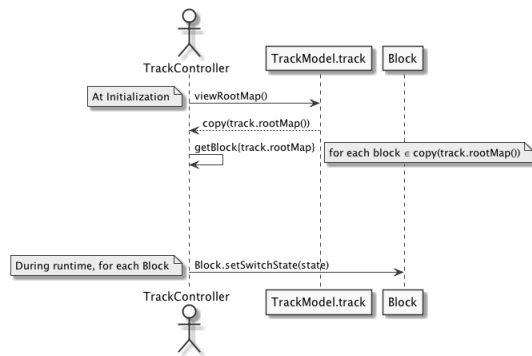 TrackController
TrackModel.track
Block
At Initialization
viewRootMap()
copy(track.rootMap())
getBlock{track.rootMap}
for each block ∈ copy(track.rootMap())
During runtime, for each Block
Block.setSwitchState(state)
TrackController
TrackModel.track
Block